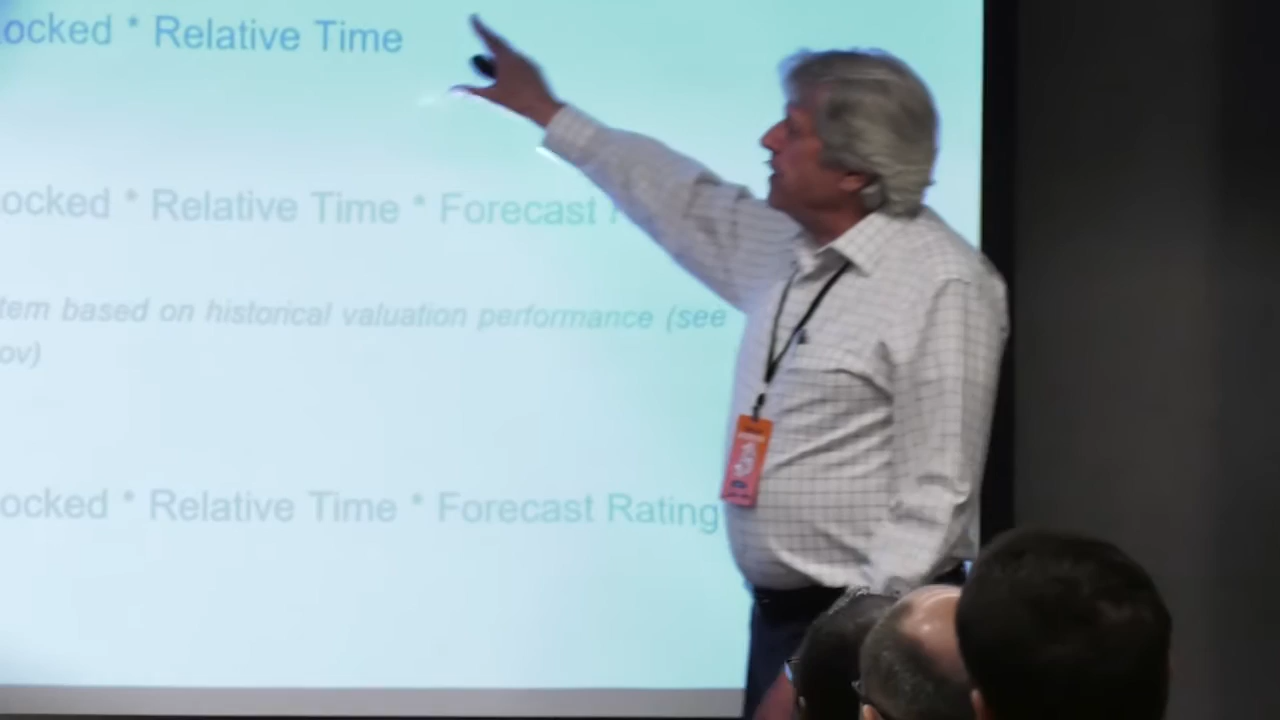 ocked * Relative Time
ocked * Relative Time * Forecast
tem based on historical valuation performance (see
ov)
ocked * Relative Time * Forecast Rating